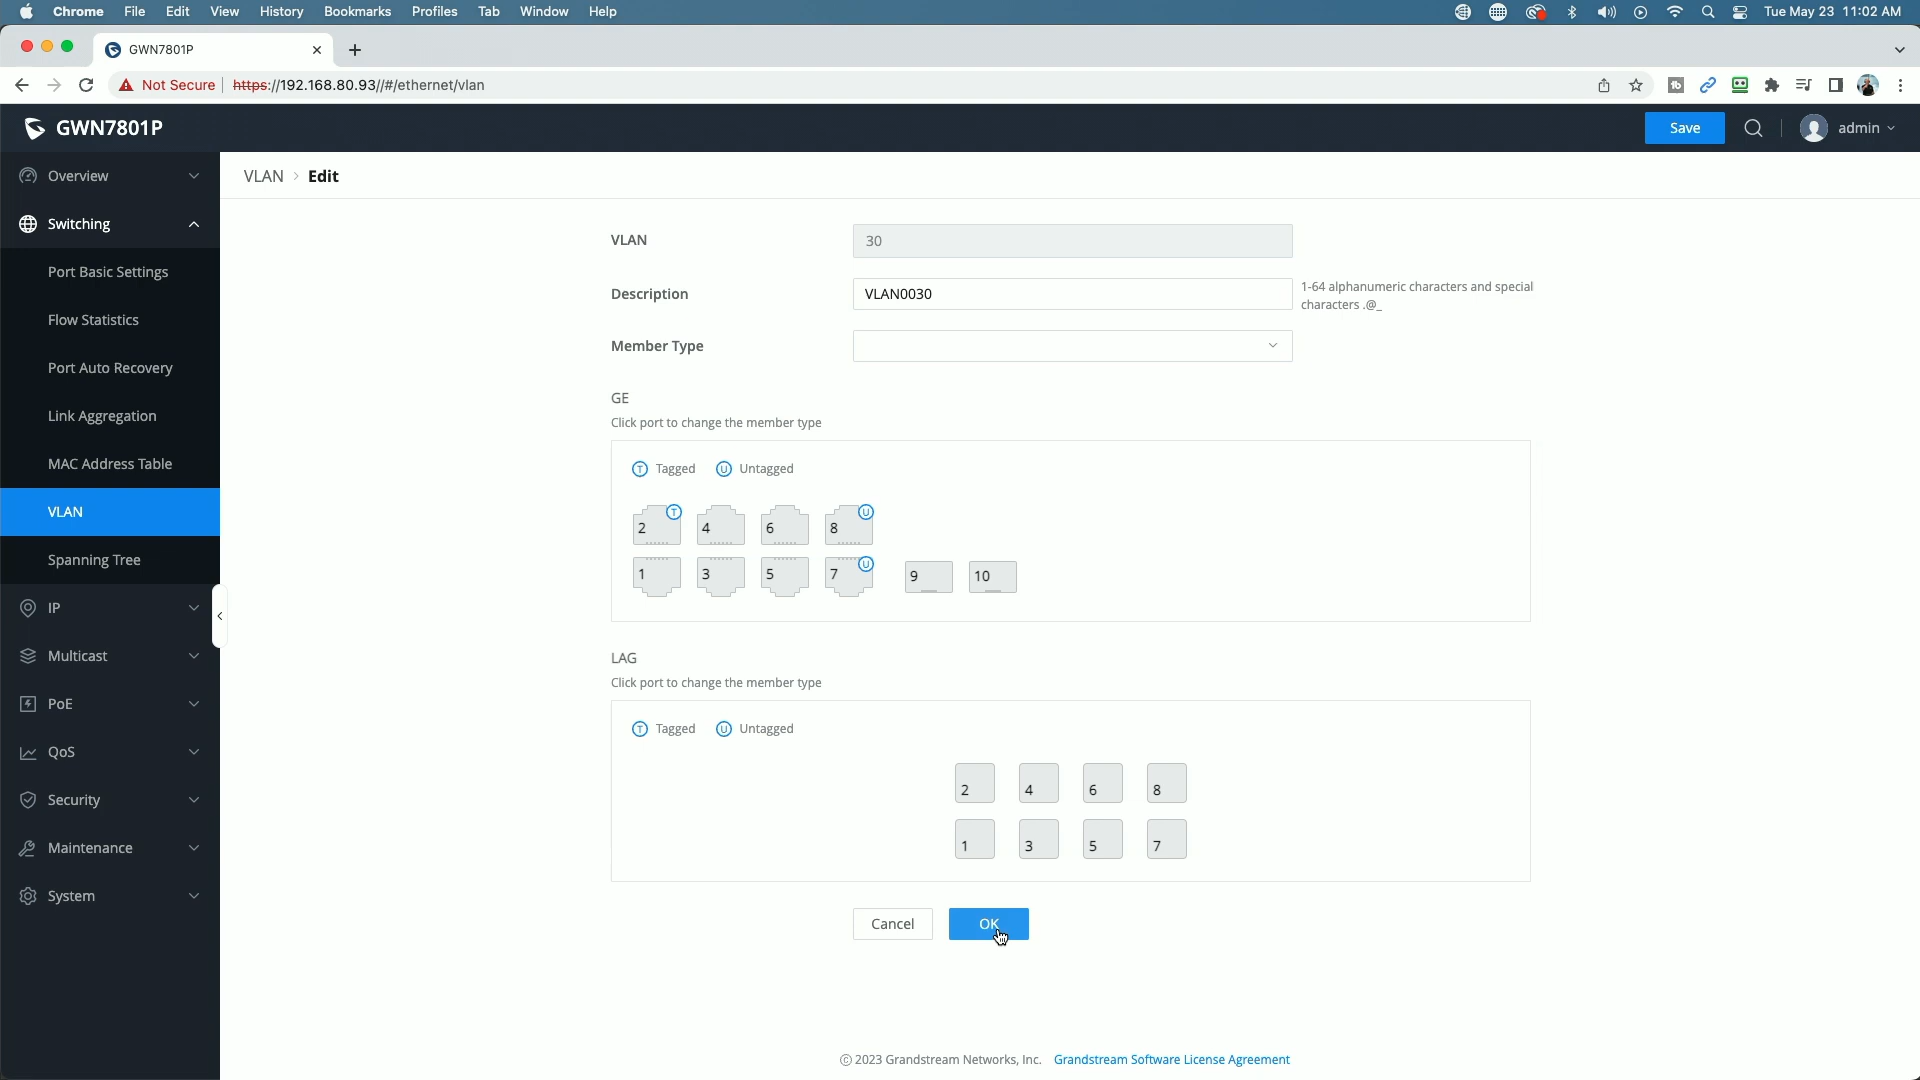 Chrome File Edit View History Bookmarks Profiles Tab Window Help Tue May 23 11:02 AM
GWN7801P
Not Secure https://192.168.80.93//#/ethernet/vlan
GWN7801P Save admin
Overview
Switching
Port Basic Settings
Flow Statistics
Port Auto Recovery
Link Aggregation
MAC Address Table
VLAN
Spanning Tree
IP
Multicast
PoE
QoS
Security
Maintenance
System
VLAN > Edit
VLAN 30
Description VLAN0030 1-64 alphanumeric characters and special
characters .@_
Member Type
GE
Click port to change the member type
T Tagged U Untagged
2 T 4 6 8 U
1 3 5 7 U 9 10
LAG
Click port to change the member type
T Tagged U Untagged
2 4 6 8
1 3 5 7
Cancel OK
© 2023 Grandstream Networks, Inc. Grandstream Software License Agreement